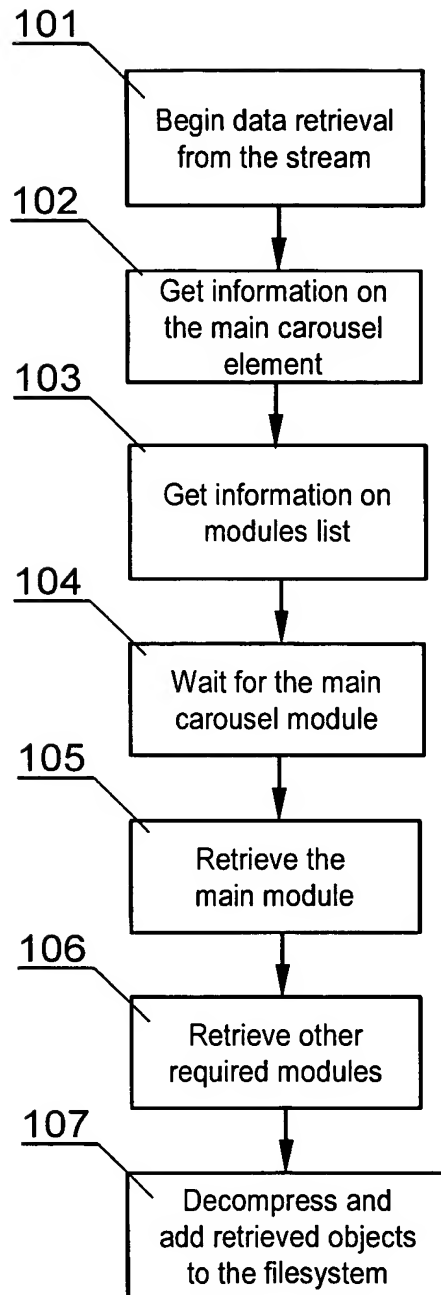 101
Begin data retrieval
from the stream
102
Get information on
the main carousel
element
103
Get information on
modules list
104
Wait for the main
carousel module
105
Retrieve the
main module
106
Retrieve other
required modules
107
Decompress and
add retrieved objects
to the filesystem